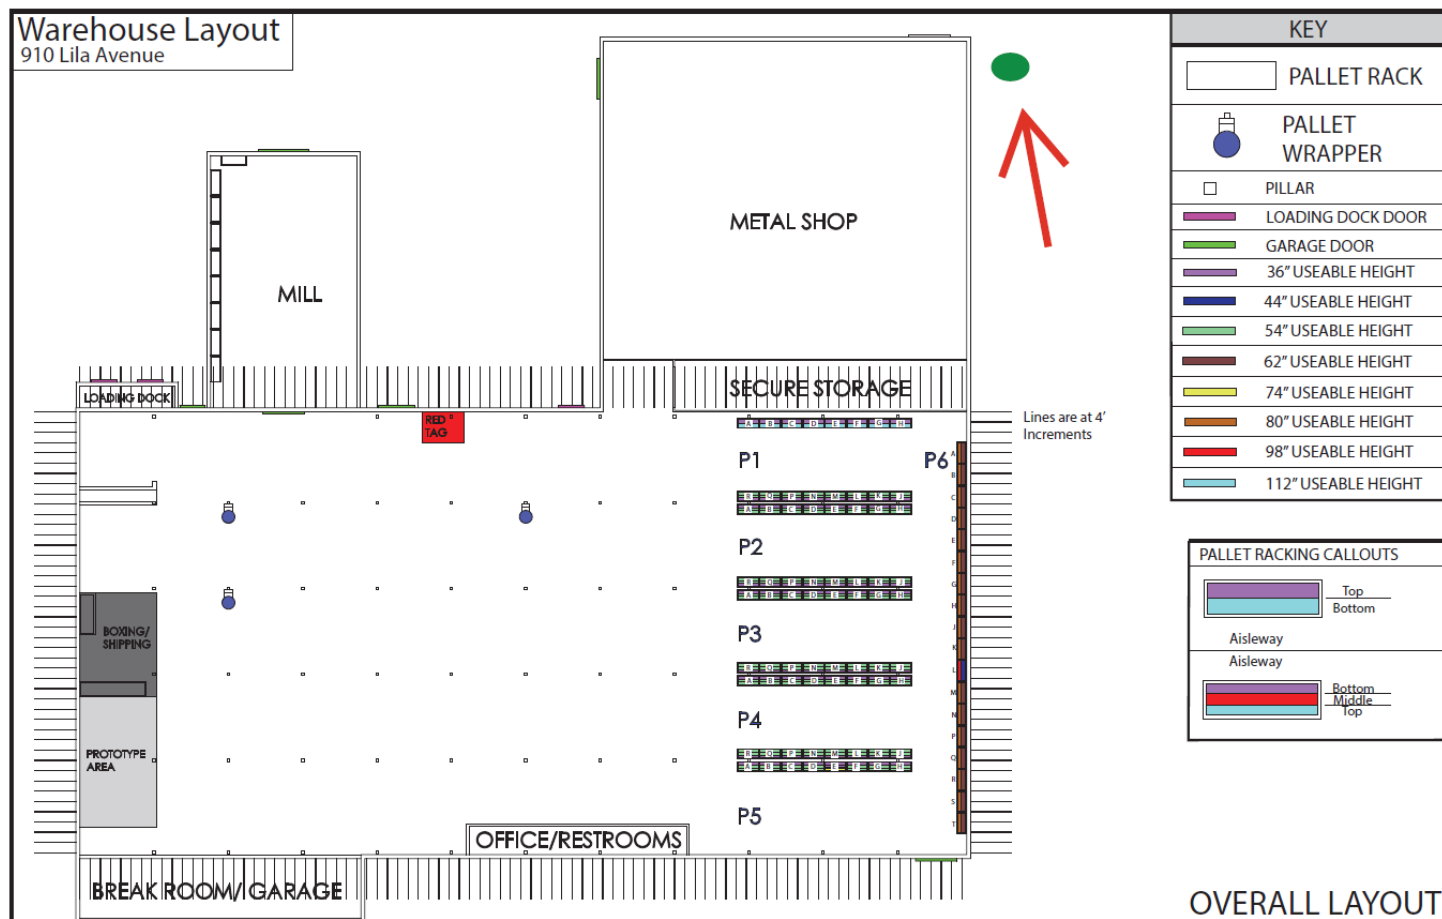 Warehouse Layout
910 Lila Avenue
KEY
PALLET RACK
PALLET
WRAPPER
PILLAR
LOADING DOCK DOOR
GARAGE DOOR
36” USEABLE HEIGHT
44” USEABLE HEIGHT
54” USEABLE HEIGHT
62” USEABLE HEIGHT
74” USEABLE HEIGHT
80” USEABLE HEIGHT
98” USEABLE HEIGHT
112” USEABLE HEIGHT
METAL SHOP
MILL
LOADING DOCK
SECURE STORAGE
RED
TAG
Lines are at 4’
Increments
A B C D E F G H
P1
P6
R Q P N M L K J
A B C D E F G H
P2
R Q P N M L K J
A B C D E F G H
P3
R Q P N M L K J
A B C D E F G H
P4
R Q P N M L K J
A B C D E F G H
P5
A
B
C
D
E
F
G
H
J
K
L
M
N
P
Q
R
S
T
BOXING/
SHIPPING
PROTOTYPE
AREA
OFFICE/RESTROOMS
BREAK ROOM/ GARAGE
PALLET RACKING CALLOUTS
Top
Bottom
Aisleway
Aisleway
Bottom
Middle
Top
OVERALL LAYOUT